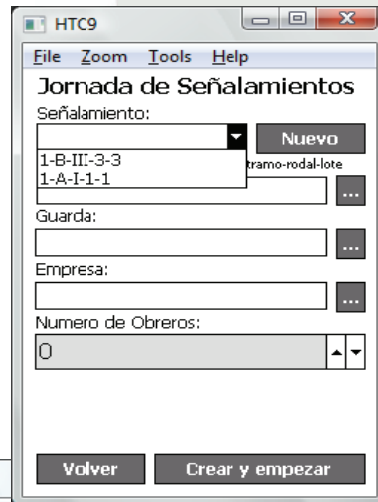 HTC9
File Zoom Tools Help
Jornada de Señalamientos
Señalamiento:
Nuevo
1-B-III-3-3
tramo-rodal-lote
1-A-I-1-1
...
Guarda:
...
Empresa:
...
Numero de Obreros:
0
Volver Crear y empezar